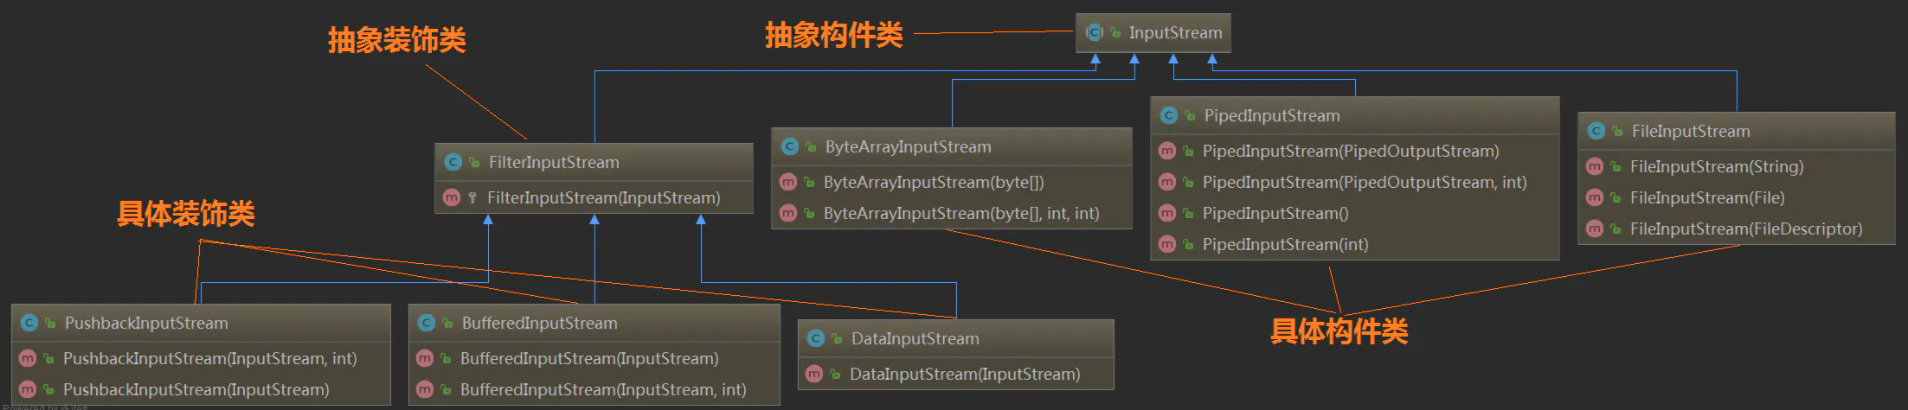 抽象装饰类
抽象构件类
InputStream
FilterInputStream
FilterInputStream(InputStream)
ByteArrayInputStream
ByteArrayInputStream(byte[])
ByteArrayInputStream(byte[], int, int)
PipedInputStream
PipedInputStream(PipedOutputStream)
PipedInputStream(PipedOutputStream, int)
PipedInputStream()
PipedInputStream(int)
FileInputStream
FileInputStream(String)
FileInputStream(File)
FileInputStream(FileDescriptor)
具体装饰类
具体构件类
PushbackInputStream
PushbackInputStream(InputStream, int)
PushbackInputStream(InputStream)
BufferedInputStream
BufferedInputStream(InputStream)
BufferedInputStream(InputStream, int)
DataInputStream
DataInputStream(InputStream)
Powered by yFiles